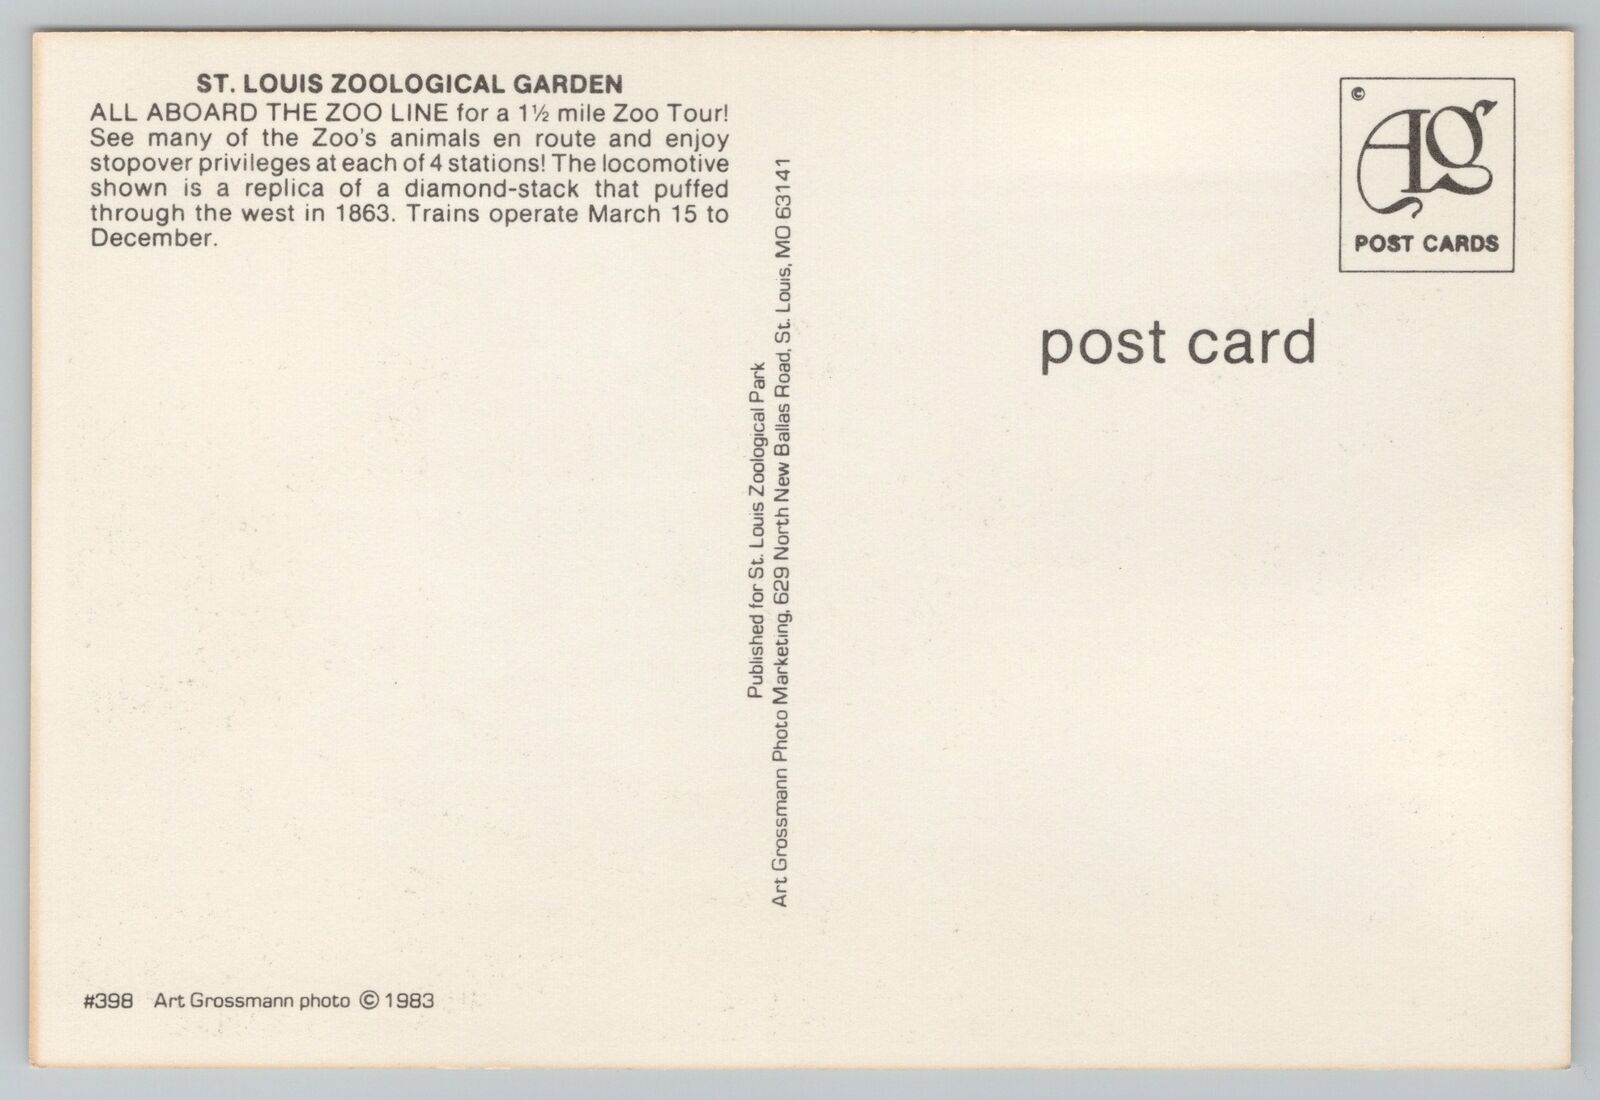 ST. LOUIS ZOOLOGICAL GARDEN
ALL ABOARD THE ZOO LINE for a 1½ mile Zoo Tour!
See many of the Zoo's animals en route and enjoy
stopover privileges at each of 4 stations! The locomotive
shown is a replica of a diamond-stack that puffed
through the west in 1863. Trains operate March 15 to
December.
#398 Art Grossmann photo © 1983
Published for St. Louis Zoological Park
Art Grossmann Photo Marketing, 629 North New Ballas Road, St. Louis, MO 63141
©
Ag
POST CARDS
post card